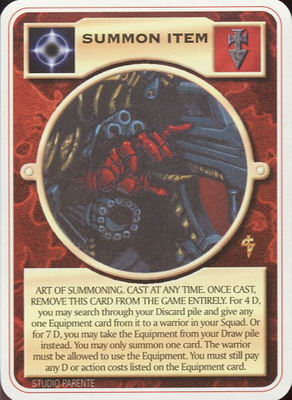 SUMMON ITEM
ART OF SUMMONING. CAST AT ANY TIME. ONCE CAST,
REMOVE THIS CARD FROM THE GAME ENTIRELY. For 4 D,
you may search through your Discard pile and give any
one Equipment card from it to a warrior in your Squad. Or
for 7 D, you may take the Equipment from your Draw pile
instead. You may only summon one card. The warrior
must be allowed to use the Equipment. You must still pay
any D or action costs listed on the Equipment card.
STUDIO PARENTE